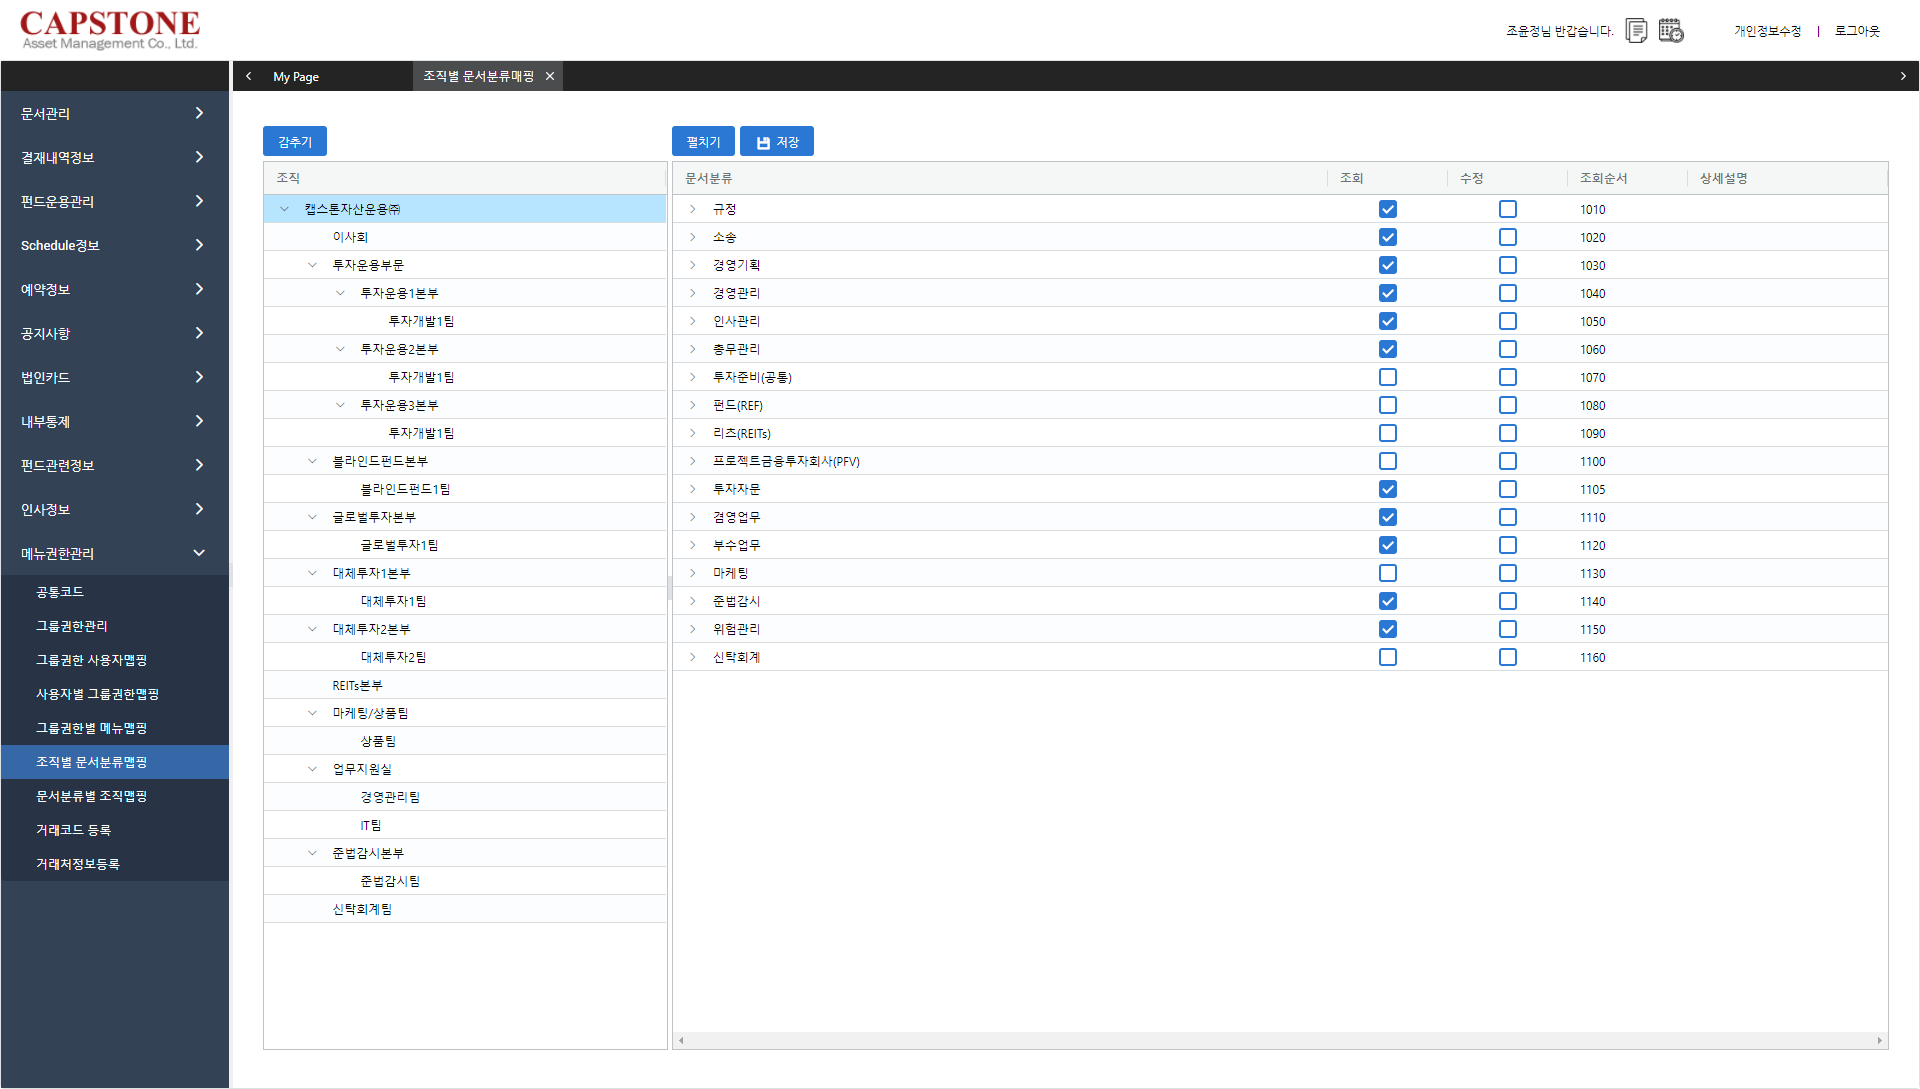 CAPSTONE
Asset Management Co., Ltd.
조윤정님 반갑습니다.
개인정보수정 | 로그아웃
My Page
조직별 문서분류매핑
문서관리
결재내역정보
펀드운용관리
Schedule정보
예약정보
공지사항
법인카드
내부통제
펀드관련정보
인사정보
메뉴권한관리
공통코드
그룹권한관리
그룹권한 사용자맵핑
사용자별 그룹권한맵핑
그룹권한별 메뉴맵핑
조직별 문서분류맵핑
문서분류별 조직맵핑
거래코드 등록
거래처정보등록
감추기
조직
캡스톤자산운용㈜
이사회
투자운용부문
투자운용1본부
투자개발1팀
투자운용2본부
투자개발1팀
투자운용3본부
투자개발1팀
블라인드펀드본부
블라인드펀드1팀
글로벌투자본부
글로벌투자1팀
대체투자1본부
대체투자1팀
대체투자2본부
대체투자2팀
REITs본부
마케팅/상품팀
상품팀
업무지원실
경영관리팀
IT팀
준법감시본부
준법감시팀
신탁회계팀
펼치기
저장
문서분류 조회 수정 조회순서 상세설명
규정 1010
소송 1020
경영기획 1030
경영관리 1040
인사관리 1050
총무관리 1060
투자준비(공통) 1070
펀드(REF) 1080
리츠(REITs) 1090
프로젝트금융투자회사(PFV) 1100
투자자문 1105
겸영업무 1110
부수업무 1120
마케팅 1130
준법감시 1140
위험관리 1150
신탁회계 1160